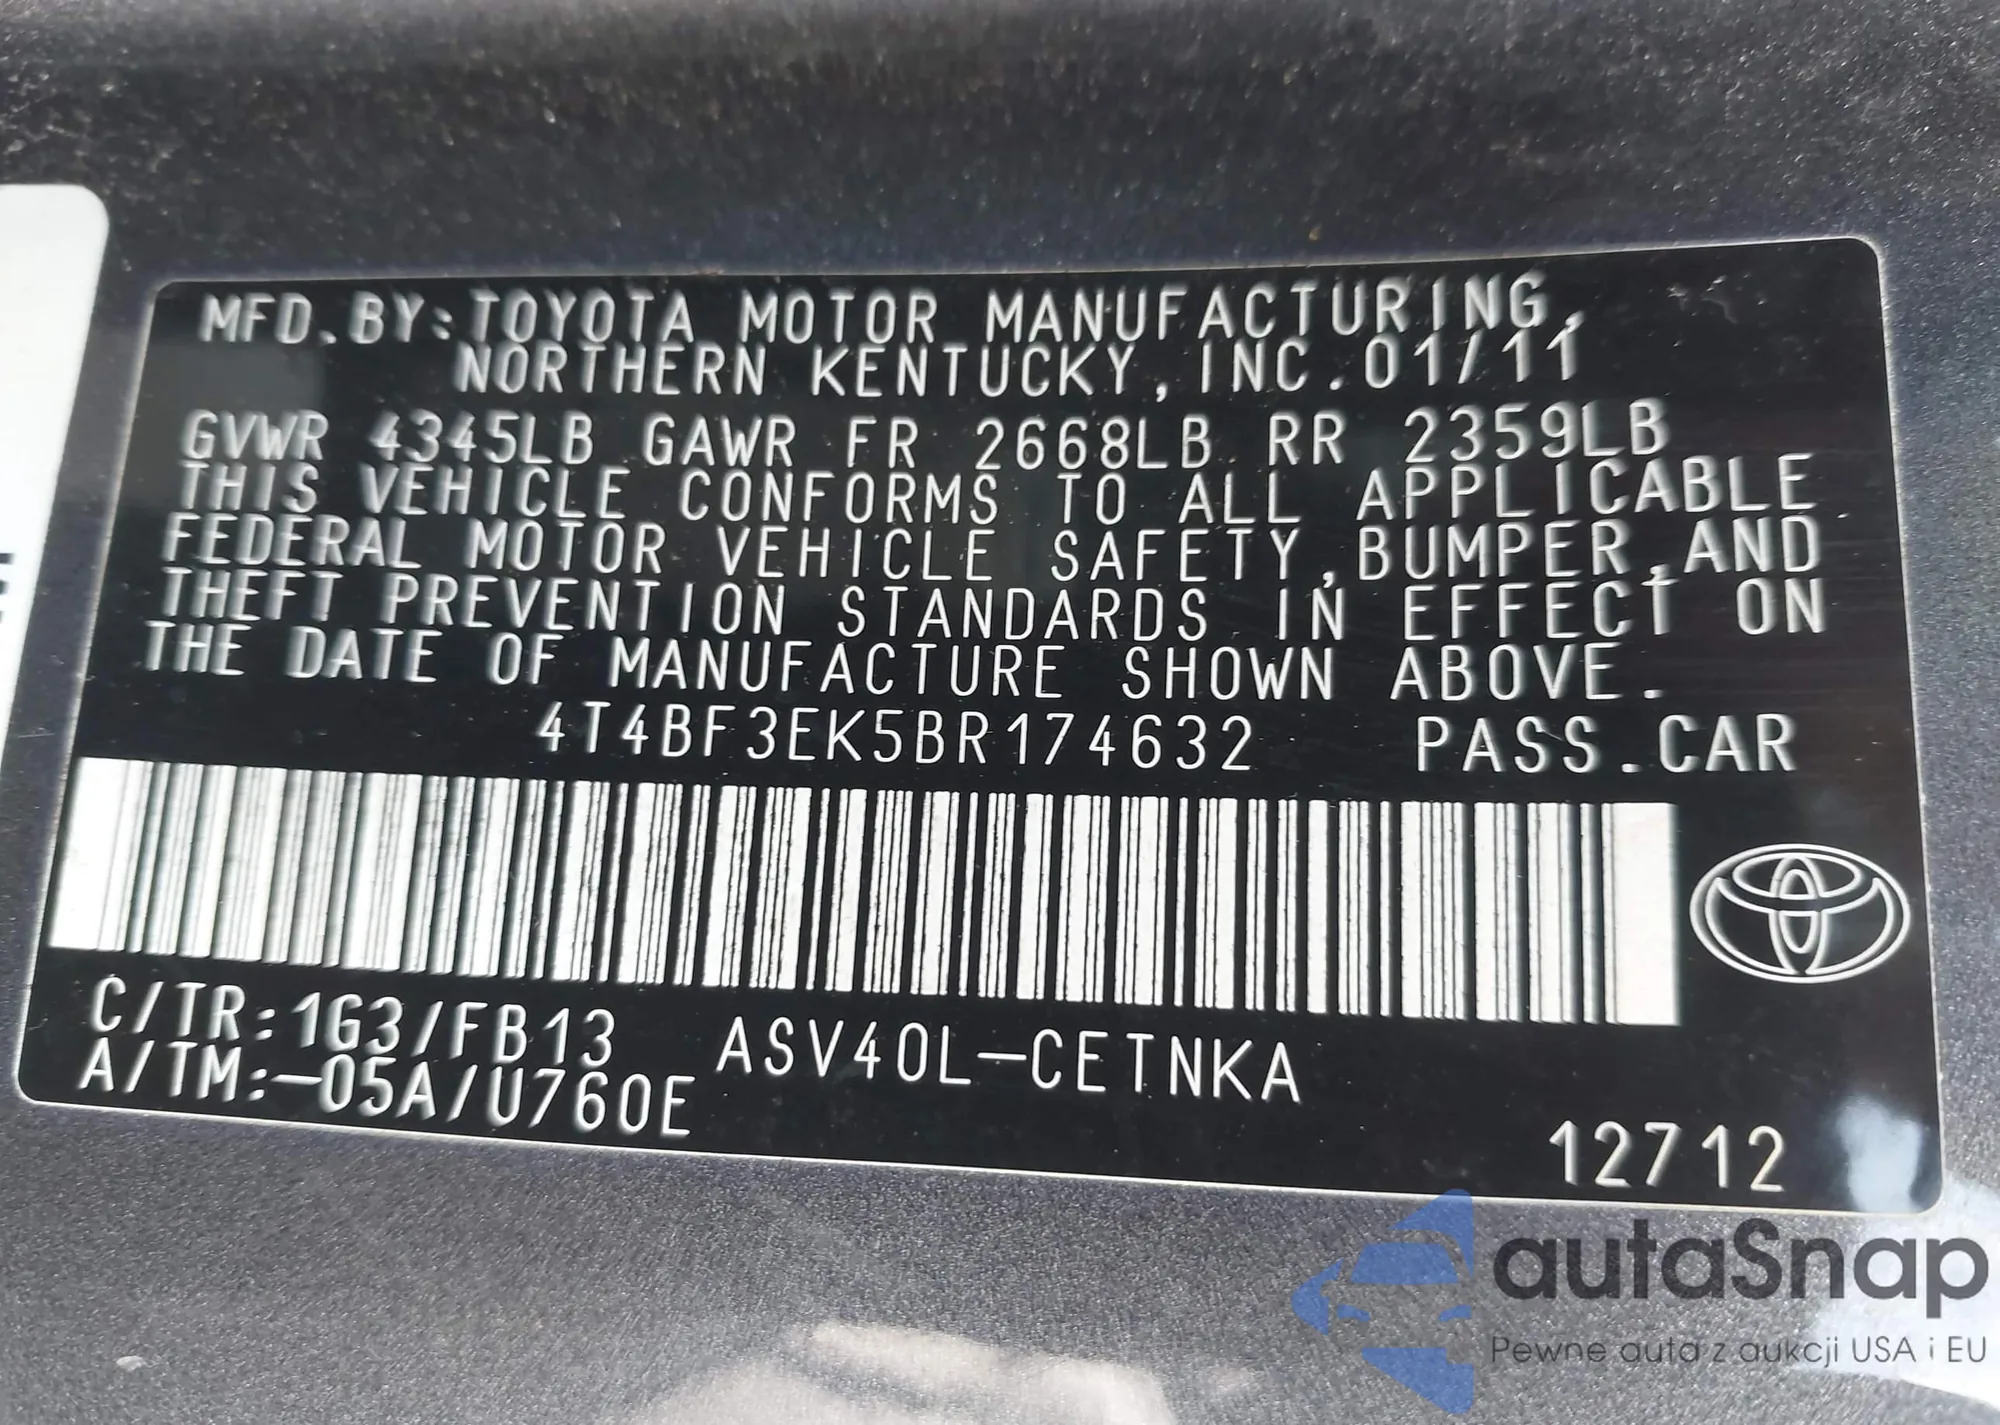 MFD. BY: TOYOTA MOTOR MANUFACTURING,
NORTHERN KENTUCKY, INC. 01/11
GVWR 4345LB GAWR FR 2668LB RR 2359LB
THIS VEHICLE CONFORMS TO ALL APPLICABLE
FEDERAL MOTOR VEHICLE SAFETY, BUMPER, AND
THEFT PREVENTION STANDARDS IN EFFECT ON
THE DATE OF MANUFACTURE SHOWN ABOVE.
4T4BF3EK5BR174632 PASS. CAR
C/TR: 1G3/FB13 ASV40L-CETNKA
A/TM: -05A/U760E
12712
autaSnap
Pewne auta z aukcji USA i EU